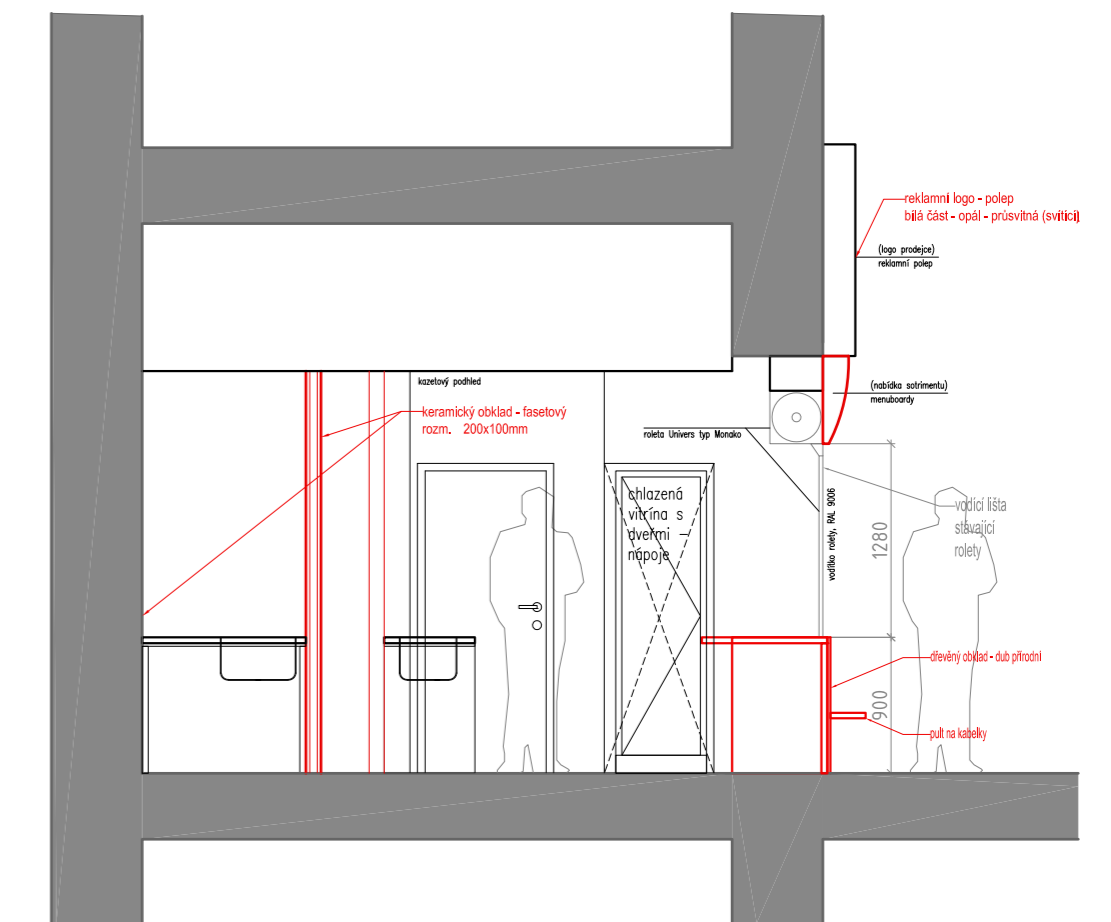 reklamní logo - polep
bílá část - opál - průsvitná (svítící)
(logo prodejce)
reklamní polep
kazetový podhled
(nabídka sotrimentu)
menuboardy
keramický obklad - fasetový
rozm. 200x100mm
roleta Univers typ Monako
chlazená
vitrína s
dveřmi -
nápoje
vodítko rolety, RAL 9006
1280
vodící lišta
stávající
rolety
dřevěný obklad - dub přírodní
900
pult na kabelky